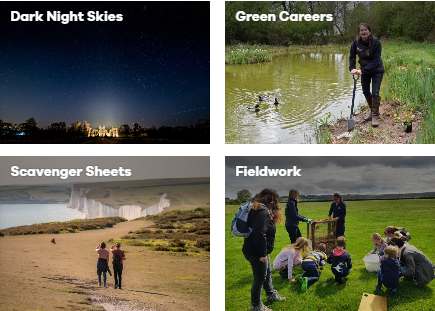 Dark Night Skies
Green Careers
Scavenger Sheets
Fieldwork